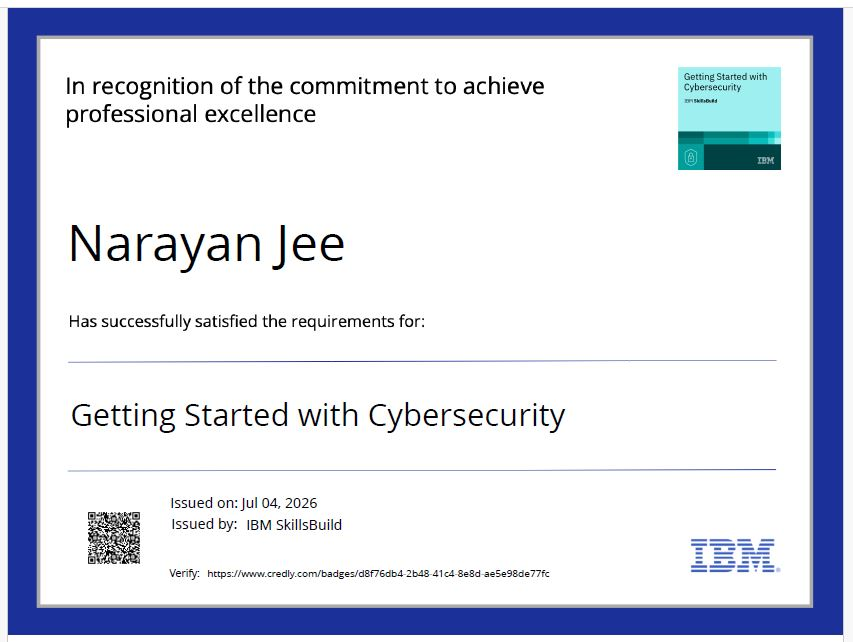 In recognition of the commitment to achieve
professional excellence
Getting Started with
Cybersecurity
IBM SkillsBuild
IBM
Narayan Jee
Has successfully satisfied the requirements for:
Getting Started with Cybersecurity
Issued on: Jul 04, 2026
Issued by: IBM SkillsBuild
Verify: https://www.credly.com/badges/d8f76db4-2b48-41c4-8e8d-ae5e98de77fc
IBM